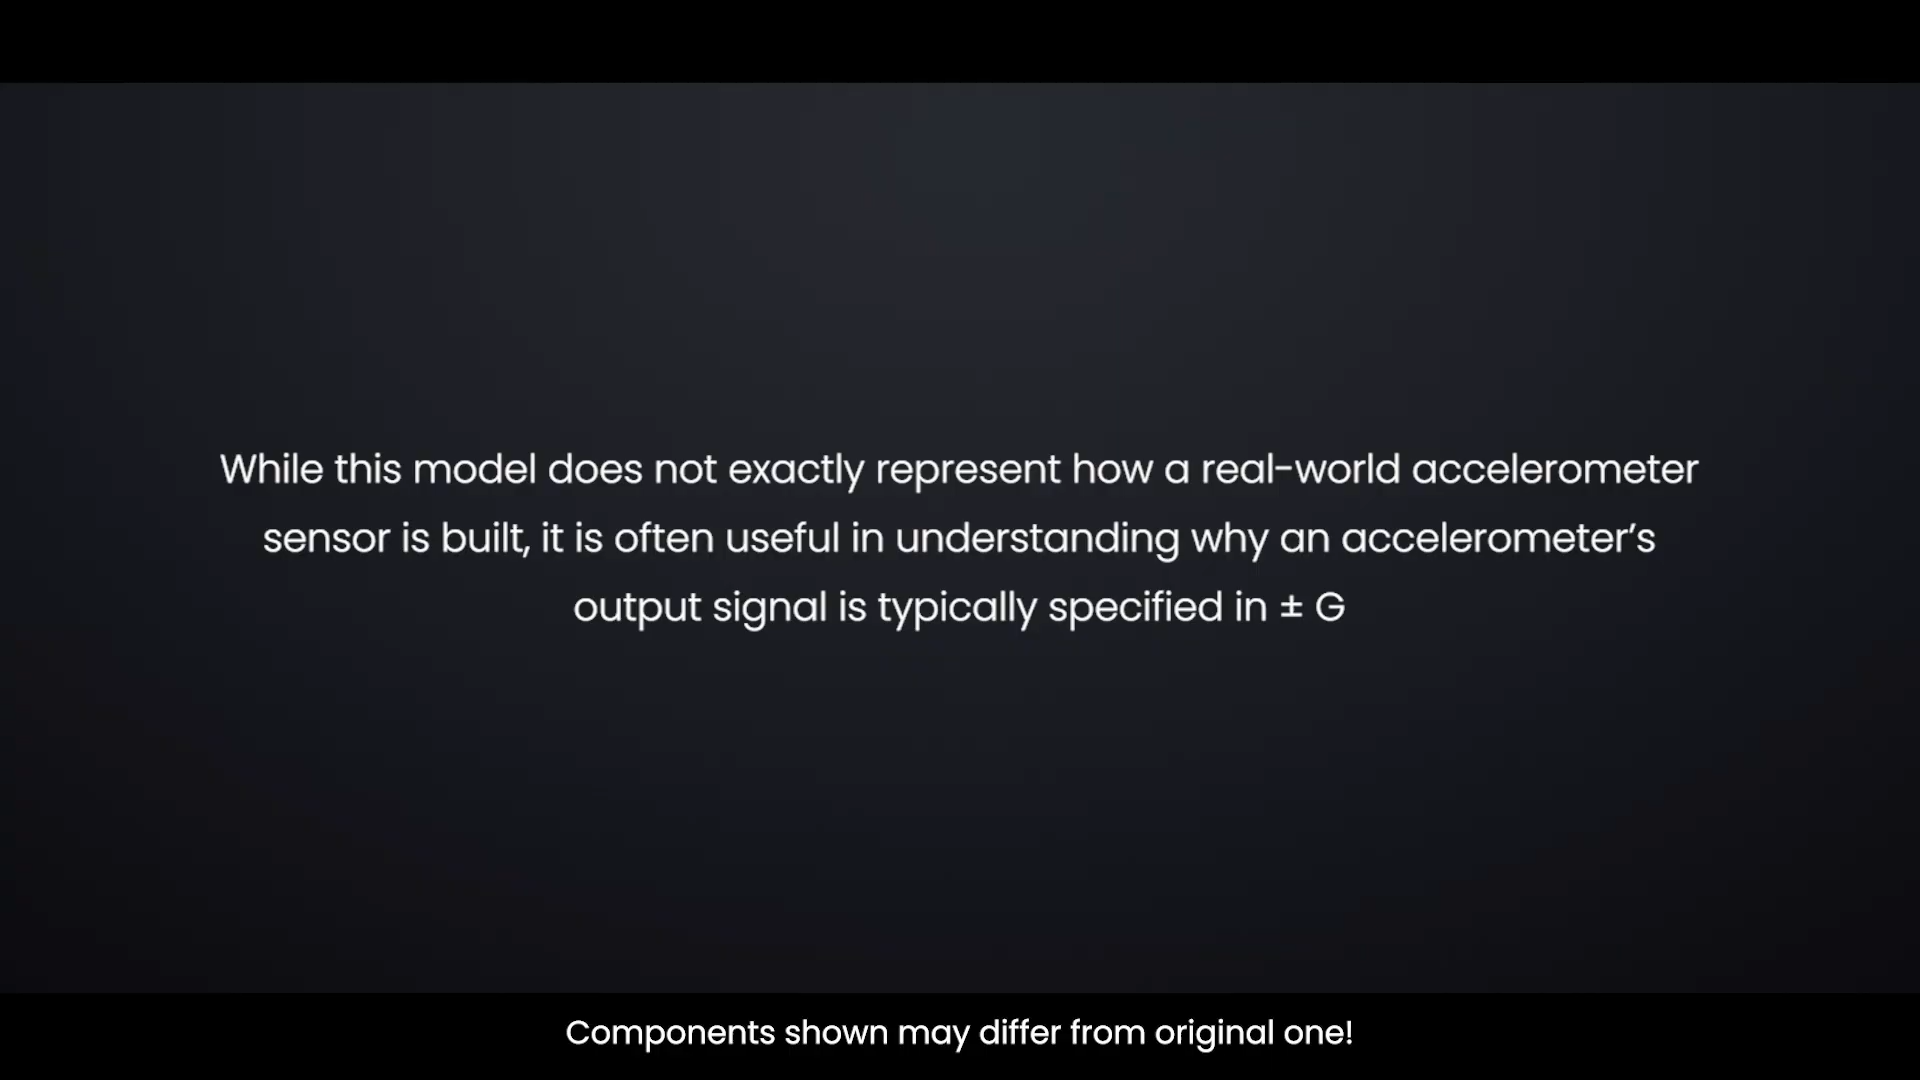 While this model does not exactly represent how a real-world accelerometer
sensor is built, it is often useful in understanding why an accelerometer’s
output signal is typically specified in ± G
Components shown may differ from original one!